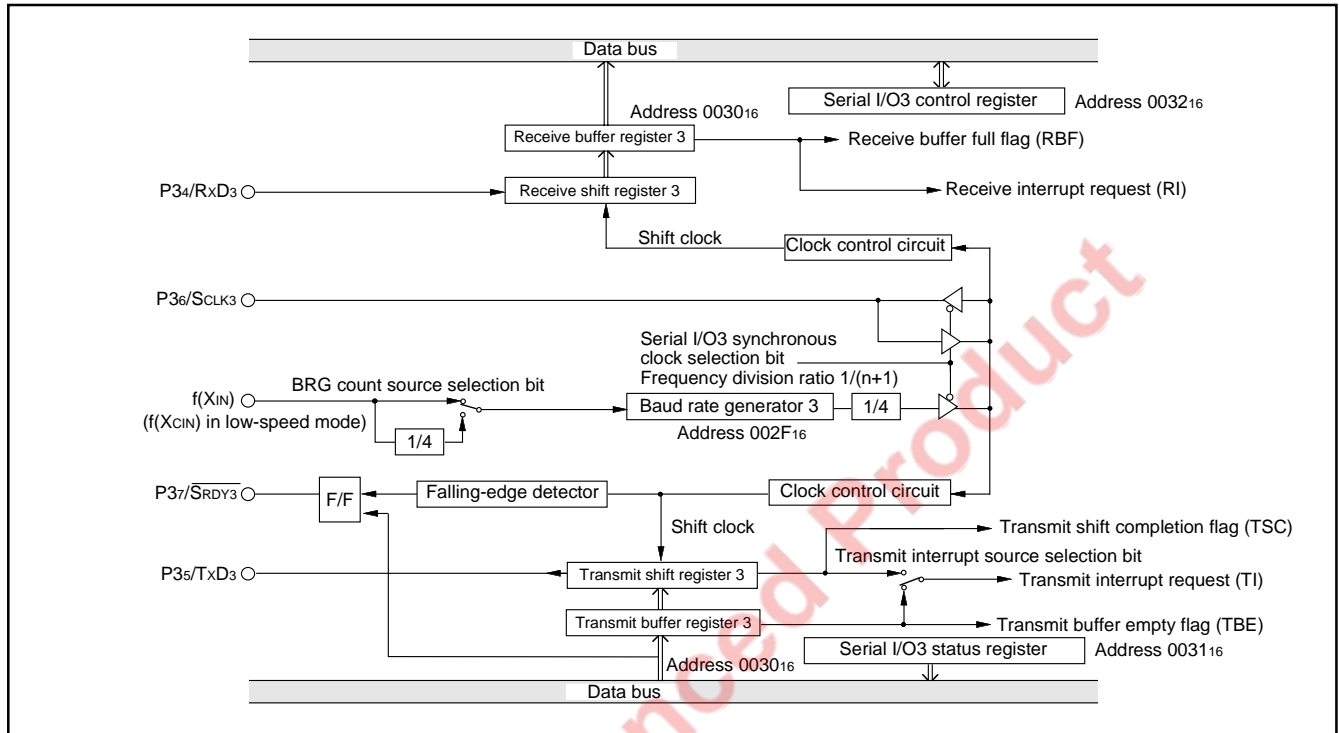 Data bus
Serial I/O3 control register Address 0032₁₆
Address 0030₁₆
Receive buffer register 3 Receive buffer full flag (RBF)
P3₄/RxD₃ Receive shift register 3 Receive interrupt request (RI)
Shift clock Clock control circuit
P3₆/SCLK3
Serial I/O3 synchronous
clock selection bit
Frequency division ratio 1/(n+1)
BRG count source selection bit
f(XIN) Baud rate generator 3 1/4
(f(XCIN) in low-speed mode)
1/4 Address 002F₁₆
P3₇/S̅R̅D̅Y̅3̅ F/F Falling-edge detector Clock control circuit
Shift clock Transmit shift completion flag (TSC)
Transmit interrupt source selection bit
P3₅/TxD₃ Transmit shift register 3 Transmit interrupt request (TI)
Transmit buffer register 3 Transmit buffer empty flag (TBE)
Address 0030₁₆ Serial I/O3 status register Address 0031₁₆
Data bus
nced Product